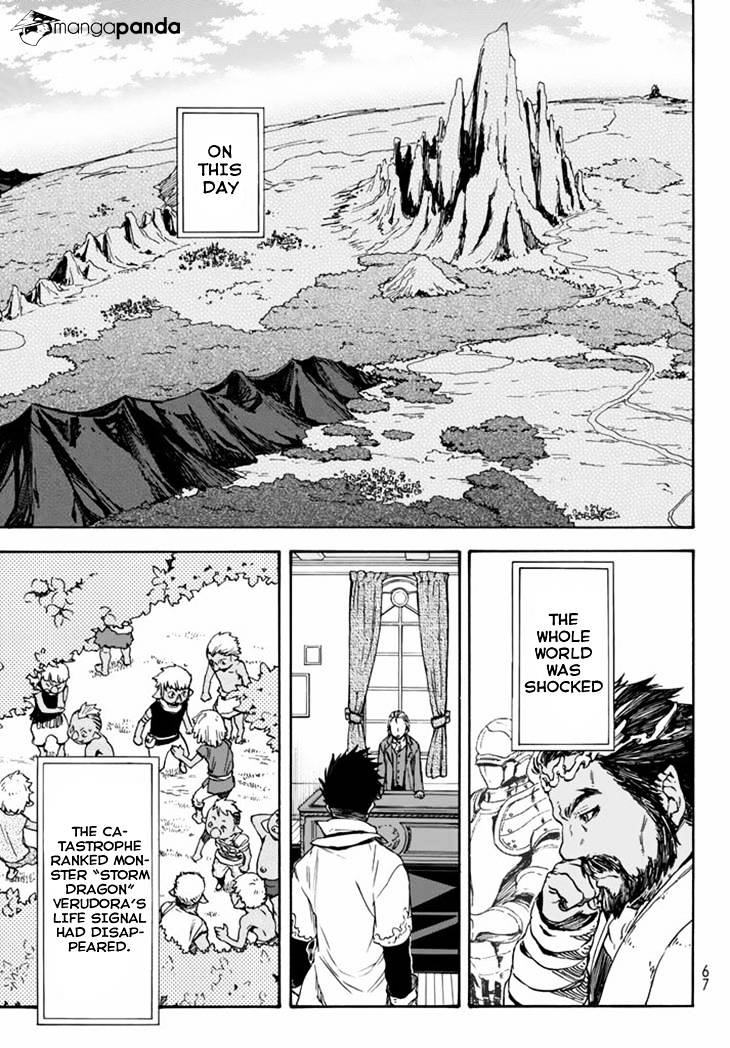 mangapanda
ON
THIS
DAY
THE
WHOLE
WORLD
WAS
SHOCKED
THE CA-
TASTROPHE
RANKED MON-
STER "STORM
DRAGON"
VERUDORA'S
LIFE SIGNAL
HAD DISAP-
PEARED.
67